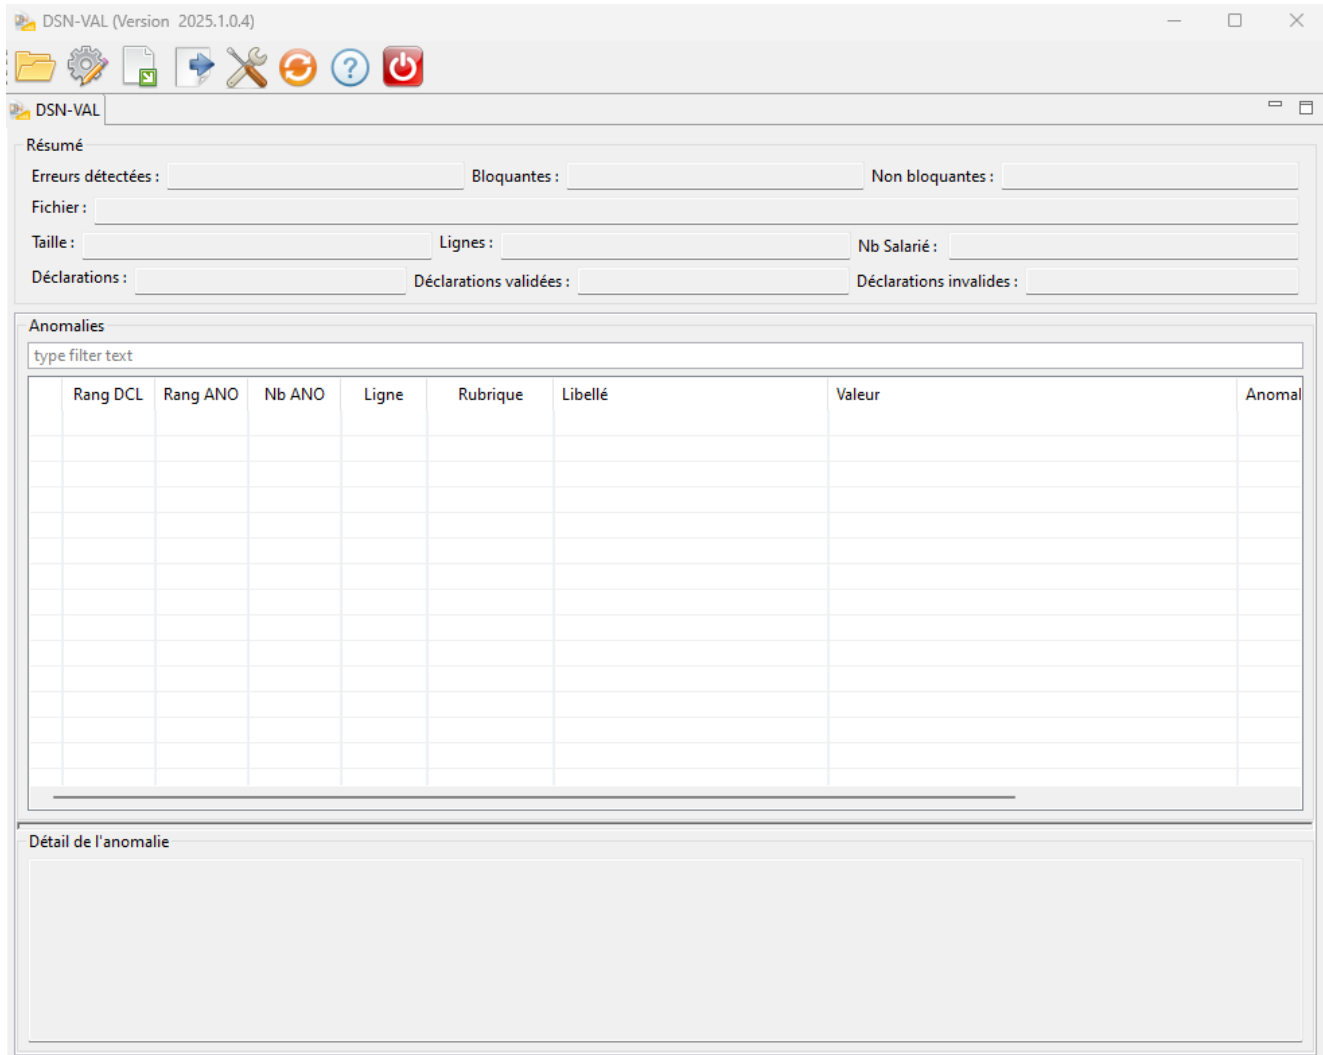 DSN-VAL (Version 2025.1.0.4)
DSN-VAL
Résumé
Erreurs détectées : Bloquantes : Non bloquantes :
Fichier :
Taille : Lignes : Nb Salarié :
Déclarations : Déclarations validées : Déclarations invalides :
Anomalies
type filter text
Rang DCL Rang ANO Nb ANO Ligne Rubrique Libellé Valeur Anomal
Détail de l'anomalie